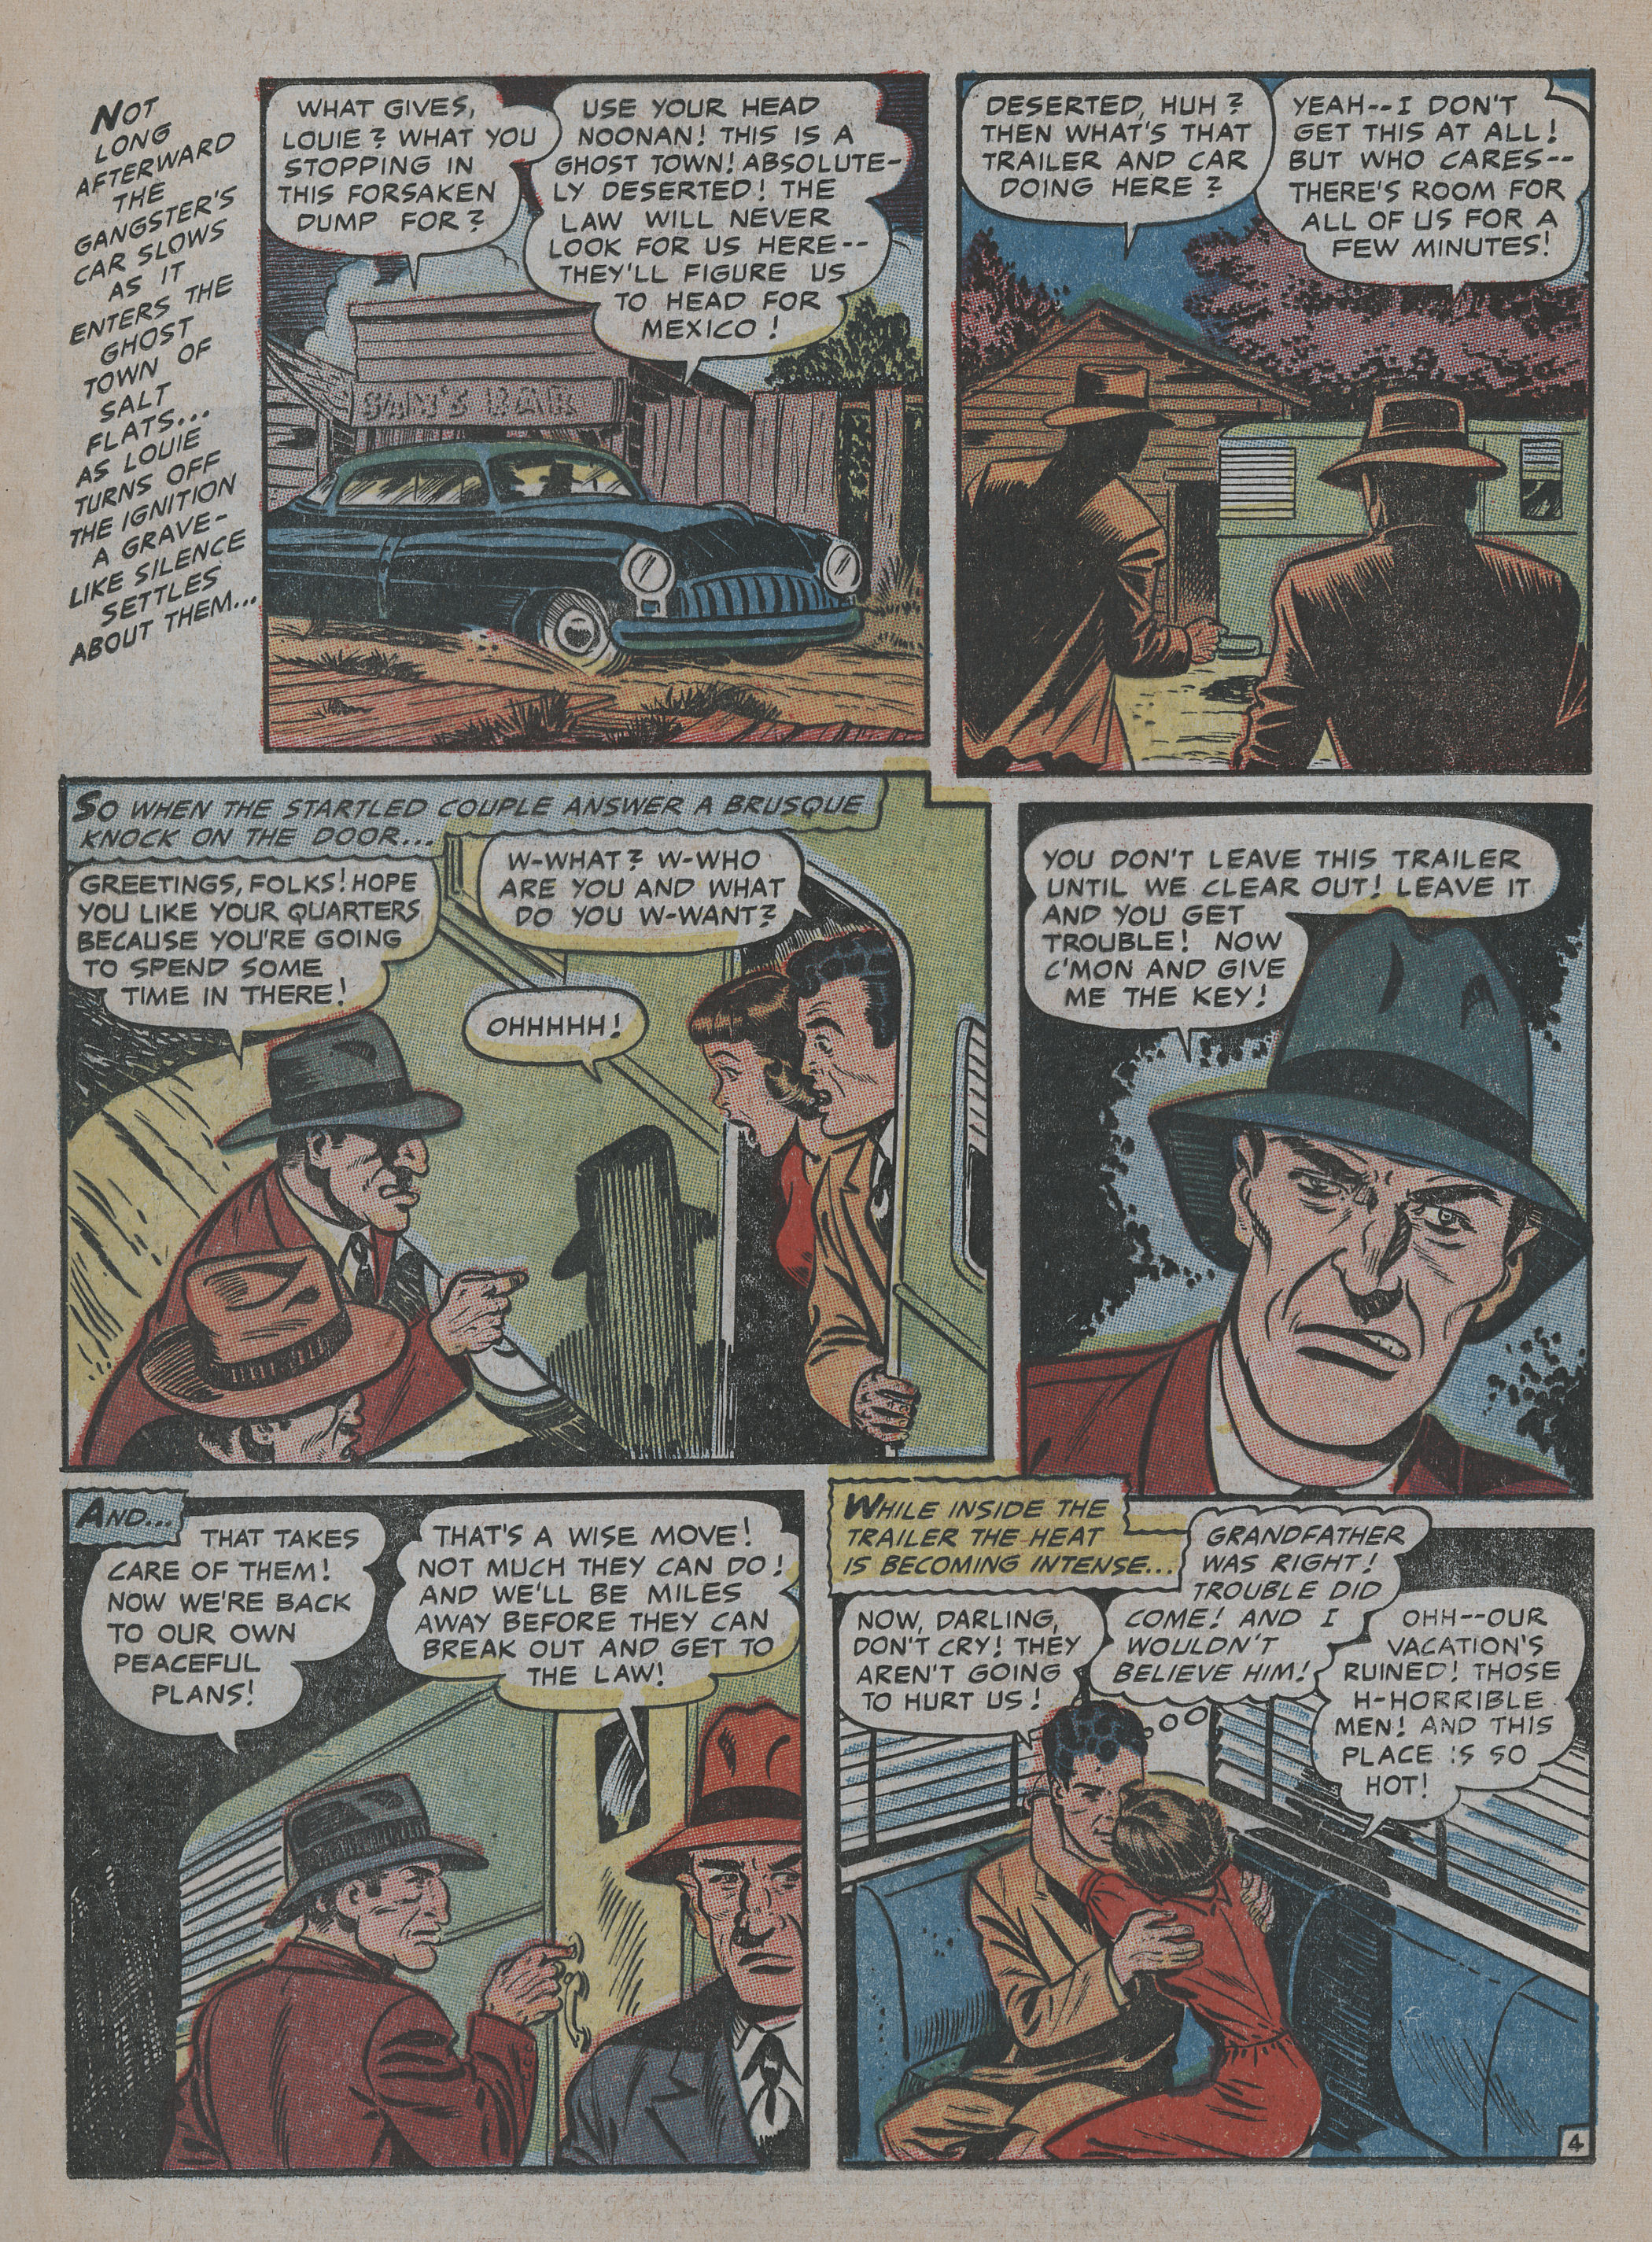 NOT
LONG
AFTERWARD
THE
GANGSTER'S
CAR SLOWS
AS IT
ENTERS THE
GHOST
TOWN OF
SALT
FLATS...
AS LOUIE
TURNS OFF
THE IGNITION
A GRAVE-
LIKE SILENCE
SETTLES
ABOUT THEM...
WHAT GIVES,
LOUIE? WHAT YOU
STOPPING IN
THIS FORSAKEN
DUMP FOR?
USE YOUR HEAD
NOONAN! THIS IS A
GHOST TOWN! ABSOLUTE-
LY DESERTED! THE
LAW WILL NEVER
LOOK FOR US HERE--
THEY'LL FIGURE US
TO HEAD FOR
MEXICO!
SAM'S BAR
DESERTED, HUH?
THEN WHAT'S THAT
TRAILER AND CAR
DOING HERE?
YEAH--I DON'T
GET THIS AT ALL!
BUT WHO CARES--
THERE'S ROOM FOR
ALL OF US FOR A
FEW MINUTES!
SO WHEN THE STARTLED COUPLE ANSWER A BRUSQUE
KNOCK ON THE DOOR...
GREETINGS, FOLKS! HOPE
YOU LIKE YOUR QUARTERS
BECAUSE YOU'RE GOING
TO SPEND SOME
TIME IN THERE!
W-WHAT? W-WHO
ARE YOU AND WHAT
DO YOU W-WANT?
OHHHHH!
YOU DON'T LEAVE THIS TRAILER
UNTIL WE CLEAR OUT! LEAVE IT
AND YOU GET
TROUBLE! NOW
C'MON AND GIVE
ME THE KEY!
AND...
THAT TAKES
CARE OF THEM!
NOW WE'RE BACK
TO OUR OWN
PEACEFUL
PLANS!
THAT'S A WISE MOVE!
NOT MUCH THEY CAN DO!
AND WE'LL BE MILES
AWAY BEFORE THEY CAN
BREAK OUT AND GET TO
THE LAW!
WHILE INSIDE THE
TRAILER THE HEAT
IS BECOMING INTENSE...
NOW, DARLING,
DON'T CRY! THEY
AREN'T GOING
TO HURT US!
GRANDFATHER
WAS RIGHT!
TROUBLE DID
COME! AND I
WOULDN'T
BELIEVE HIM!
OHH--OUR
VACATION'S
RUINED! THOSE
H-HORRIBLE
MEN! AND THIS
PLACE IS SO
HOT!
4